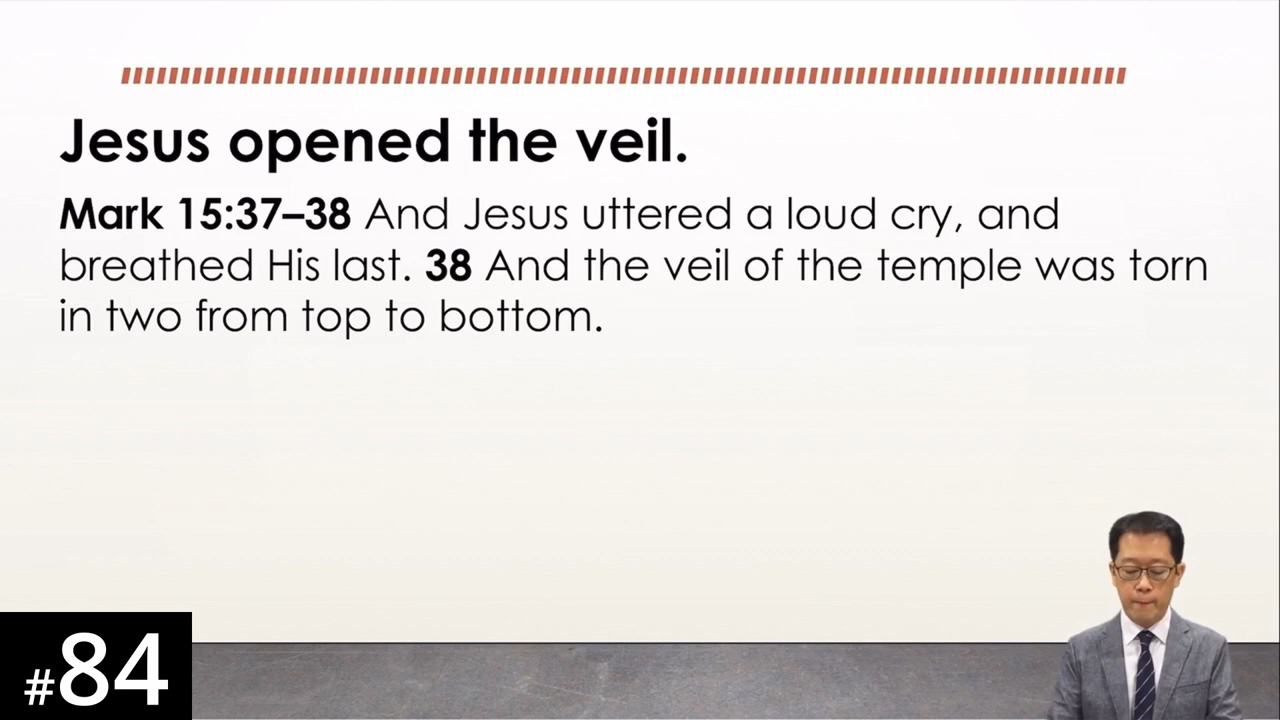 Jesus opened the veil.
Mark 15:37–38 And Jesus uttered a loud cry, and
breathed His last. 38 And the veil of the temple was torn
in two from top to bottom.
#84